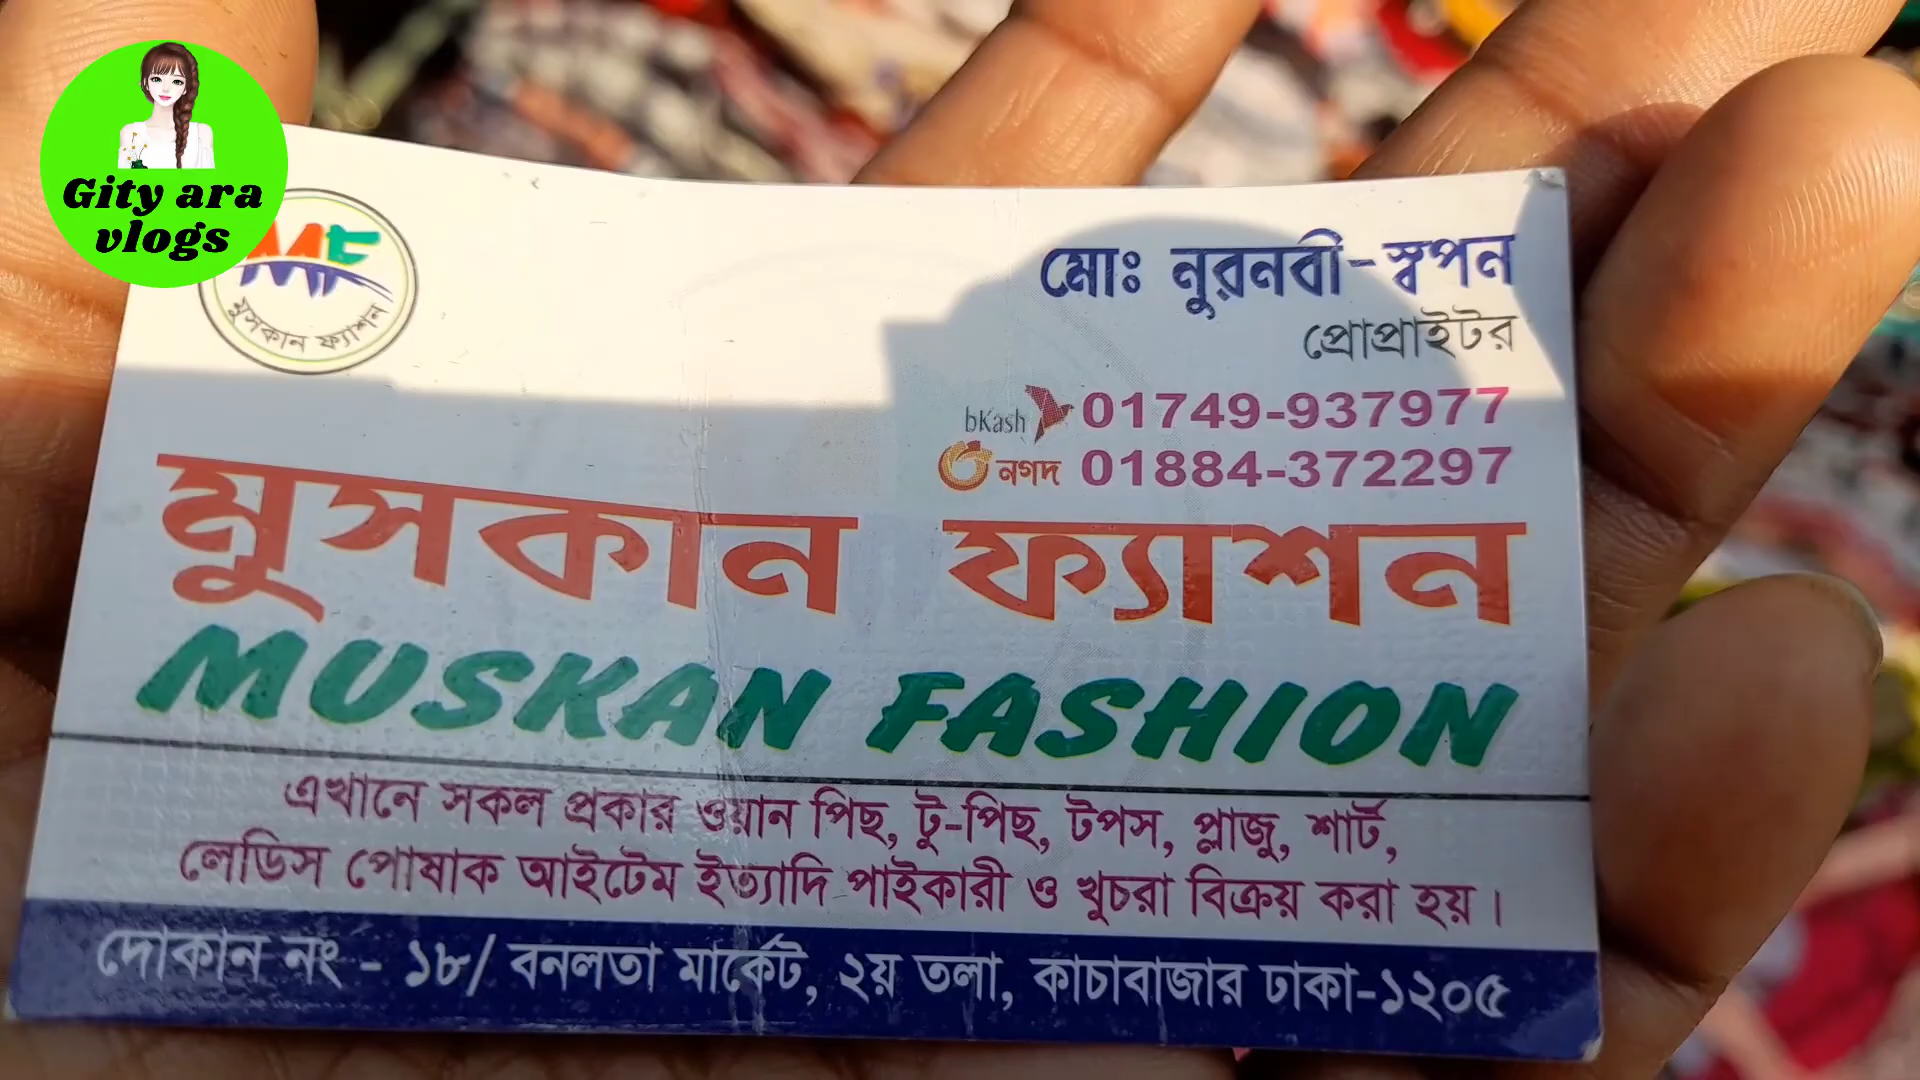 Gity ara
vlogs
MF
মুসকান ফ্যাশন
মোঃ নুরনবী-স্বপন
প্রোপ্রাইটর
bKash 01749-937977
নগদ 01884-372297
মুসকান ফ্যাশন
MUSKAN FASHION
এখানে সকল প্রকার ওয়ান পিছ, টু-পিছ, টপস, প্লাজু, শার্ট,
লেডিস পোষাক আইটেম ইত্যাদি পাইকারী ও খুচরা বিক্রয় করা হয়।
দোকান নং - ১৮/ বনলতা মার্কেট, ২য় তলা, কাচাবাজার ঢাকা-১২০৫